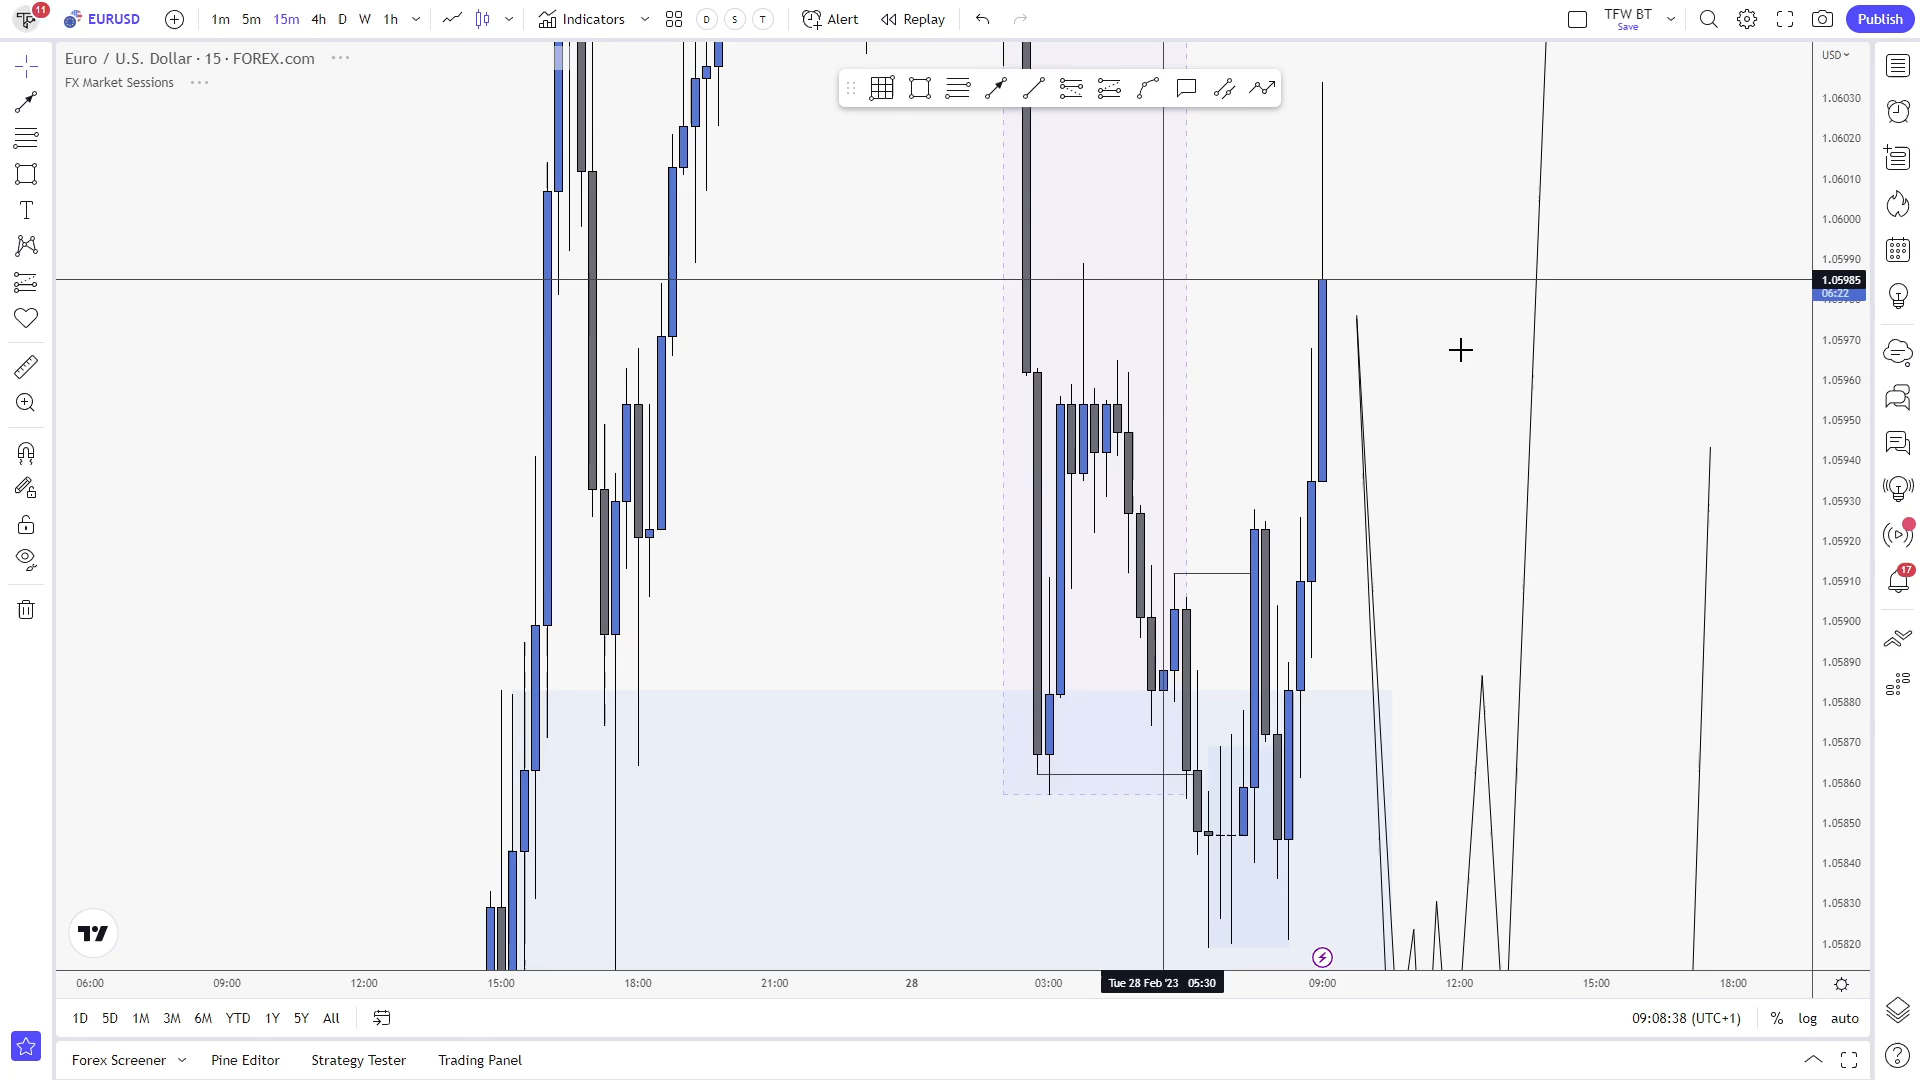 11
EURUSD
1m 5m 15m 4h D W 1h
Indicators
D S T
Alert
Replay
TFW BT
Save
Publish
Euro / U.S. Dollar · 15 · FOREX.com
FX Market Sessions
USD
1.06030
1.06020
1.06010
1.06000
1.05990
1.05985
06:22
1.05970
1.05960
1.05950
1.05940
1.05930
1.05920
1.05910
1.05900
1.05890
1.05880
1.05870
1.05860
1.05850
1.05840
1.05830
1.05820
17
06:00 09:00 12:00 15:00 18:00 21:00 28 03:00 Tue 28 Feb '23 05:30 09:00 12:00 15:00 18:00
1D 5D 1M 3M 6M YTD 1Y 5Y All
09:08:38 (UTC+1) % log auto
Forex Screener Pine Editor Strategy Tester Trading Panel